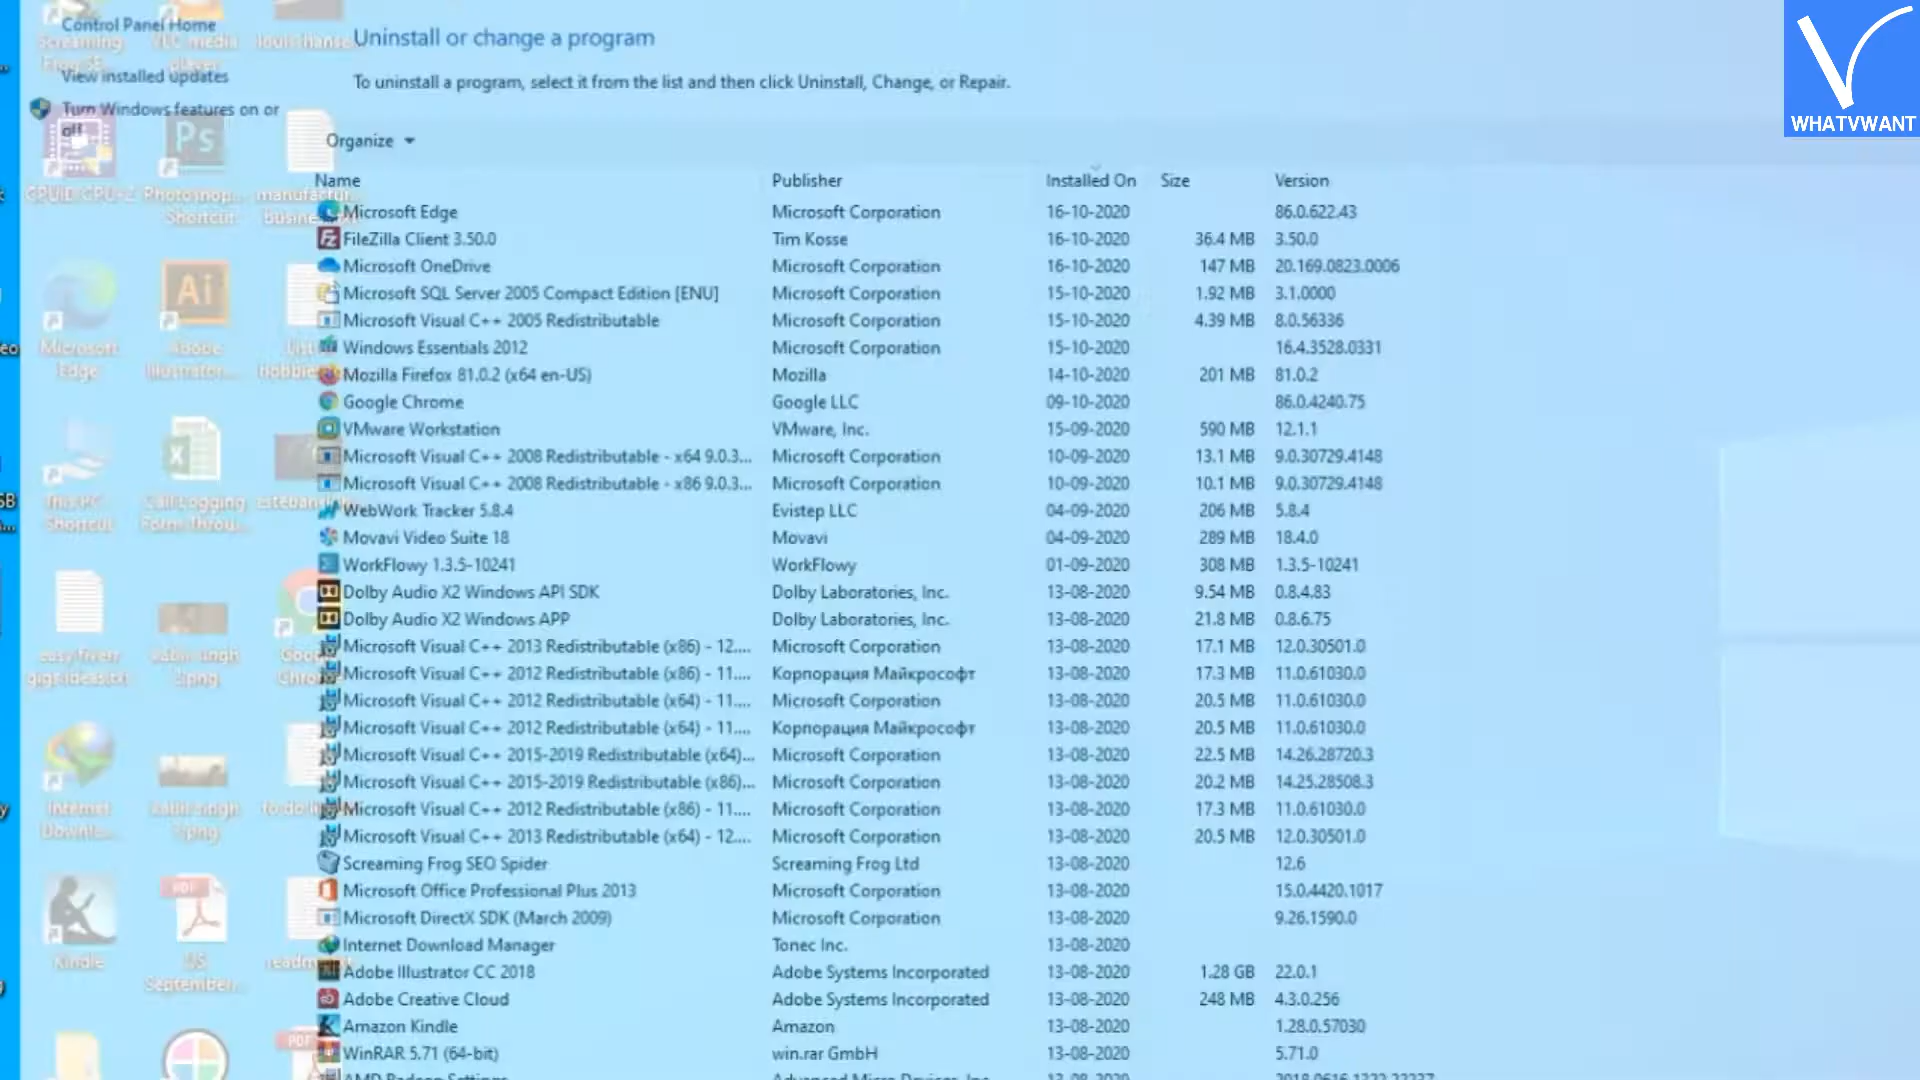 Control Panel Home
View installed updates
Turn Windows features on or
off
Uninstall or change a program
To uninstall a program, select it from the list and then click Uninstall, Change, or Repair.
WHATVWANT
Organize
Name Publisher Installed On Size Version
Microsoft Edge Microsoft Corporation 16-10-2020 86.0.622.43
FileZilla Client 3.50.0 Tim Kosse 16-10-2020 36.4 MB 3.50.0
Microsoft OneDrive Microsoft Corporation 16-10-2020 147 MB 20.169.0823.0006
Microsoft SQL Server 2005 Compact Edition [ENU] Microsoft Corporation 15-10-2020 1.92 MB 3.1.0000
Microsoft Visual C++ 2005 Redistributable Microsoft Corporation 15-10-2020 4.39 MB 8.0.56336
Windows Essentials 2012 Microsoft Corporation 15-10-2020 16.4.3528.0331
Mozilla Firefox 81.0.2 (x64 en-US) Mozilla 14-10-2020 201 MB 81.0.2
Google Chrome Google LLC 09-10-2020 86.0.4240.75
VMware Workstation VMware, Inc. 15-09-2020 590 MB 12.1.1
Microsoft Visual C++ 2008 Redistributable - x64 9.0.3... Microsoft Corporation 10-09-2020 13.1 MB 9.0.30729.4148
Microsoft Visual C++ 2008 Redistributable - x86 9.0.3... Microsoft Corporation 10-09-2020 10.1 MB 9.0.30729.4148
WebWork Tracker 5.8.4 Evistep LLC 04-09-2020 206 MB 5.8.4
Movavi Video Suite 18 Movavi 04-09-2020 289 MB 18.4.0
WorkFlowy 1.3.5-10241 WorkFlowy 01-09-2020 308 MB 1.3.5-10241
Dolby Audio X2 Windows API SDK Dolby Laboratories, Inc. 13-08-2020 9.54 MB 0.8.4.83
Dolby Audio X2 Windows APP Dolby Laboratories, Inc. 13-08-2020 21.8 MB 0.8.6.75
Microsoft Visual C++ 2013 Redistributable (x86) - 12.... Microsoft Corporation 13-08-2020 17.1 MB 12.0.30501.0
Microsoft Visual C++ 2012 Redistributable (x86) - 11.... Корпорация Майкрософт 13-08-2020 17.3 MB 11.0.61030.0
Microsoft Visual C++ 2012 Redistributable (x64) - 11.... Microsoft Corporation 13-08-2020 20.5 MB 11.0.61030.0
Microsoft Visual C++ 2012 Redistributable (x64) - 11.... Корпорация Майкрософт 13-08-2020 20.5 MB 11.0.61030.0
Microsoft Visual C++ 2015-2019 Redistributable (x64)... Microsoft Corporation 13-08-2020 22.5 MB 14.26.28720.3
Microsoft Visual C++ 2015-2019 Redistributable (x86)... Microsoft Corporation 13-08-2020 20.2 MB 14.25.28508.3
Microsoft Visual C++ 2012 Redistributable (x86) - 11.... Microsoft Corporation 13-08-2020 17.3 MB 11.0.61030.0
Microsoft Visual C++ 2013 Redistributable (x64) - 12.... Microsoft Corporation 13-08-2020 20.5 MB 12.0.30501.0
Screaming Frog SEO Spider Screaming Frog Ltd 13-08-2020 12.6
Microsoft Office Professional Plus 2013 Microsoft Corporation 13-08-2020 15.0.4420.1017
Microsoft DirectX SDK (March 2009) Microsoft Corporation 13-08-2020 9.26.1590.0
Internet Download Manager Tonec Inc. 13-08-2020
Adobe Illustrator CC 2018 Adobe Systems Incorporated 13-08-2020 1.28 GB 22.0.1
Adobe Creative Cloud Adobe Systems Incorporated 13-08-2020 248 MB 4.3.0.256
Amazon Kindle Amazon 13-08-2020 1.28.0.57030
WinRAR 5.71 (64-bit) win.rar GmbH 13-08-2020 5.71.0
Ps
Photoshop...
Shortcut
Ai
Microsoft
Edge
Adobe
Illustrator...
This PC
Shortcut
Call Logging
Internet
Downlo...
PDF
Kindle
US
September...
PDF